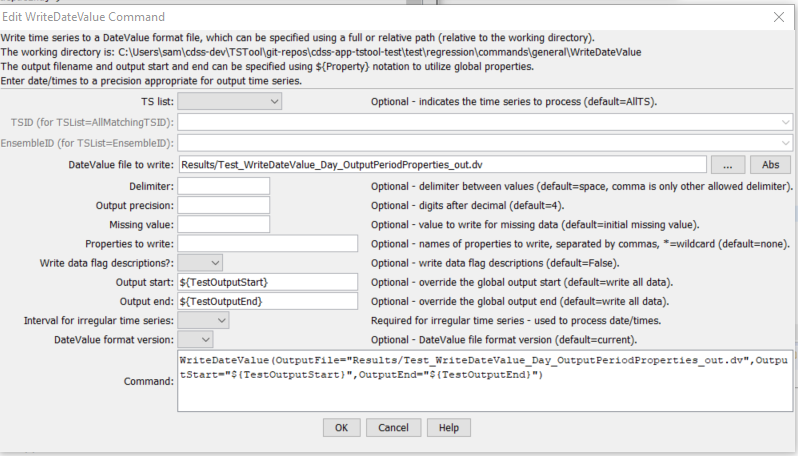 Edit WriteDateValue Command
Write time series to a DateValue format file, which can be specified using a full or relative path (relative to the working directory).
The working directory is: C:\Users\sam\cdss-dev\TSTool\git-repos\cdss-app-tstool-test\test\regression\commands\general\WriteDateValue
The output filename and output start and end can be specified using ${Property} notation to utilize global properties.
Enter date/times to a precision appropriate for output time series.
TS list: Optional - indicates the time series to process (default=AllTS).
TSID (for TSList=AllMatchingTSID):
EnsembleID (for TSList=EnsembleID):
DateValue file to write: Results/Test_WriteDateValue_Day_OutputPeriodProperties_out.dv ... Abs
Delimiter: Optional - delimiter between values (default=space, comma is only other allowed delimiter).
Output precision: Optional - digits after decimal (default=4).
Missing value: Optional - value to write for missing data (default=initial missing value).
Properties to write: Optional - names of properties to write, separated by commas, *=wildcard (default=none).
Write data flag descriptions?: Optional - write data flag descriptions (default=False).
Output start: ${TestOutputStart} Optional - override the global output start (default=write all data).
Output end: ${TestOutputEnd} Optional - override the global output end (default=write all data).
Interval for irregular time series: Required for irregular time series - used to process date/times.
DateValue format version: Optional - DateValue file format version (default=current).
Command: WriteDateValue(OutputFile="Results/Test_WriteDateValue_Day_OutputPeriodProperties_out.dv",Outpu
tStart="${TestOutputStart}",OutputEnd="${TestOutputEnd}")
OK Cancel Help